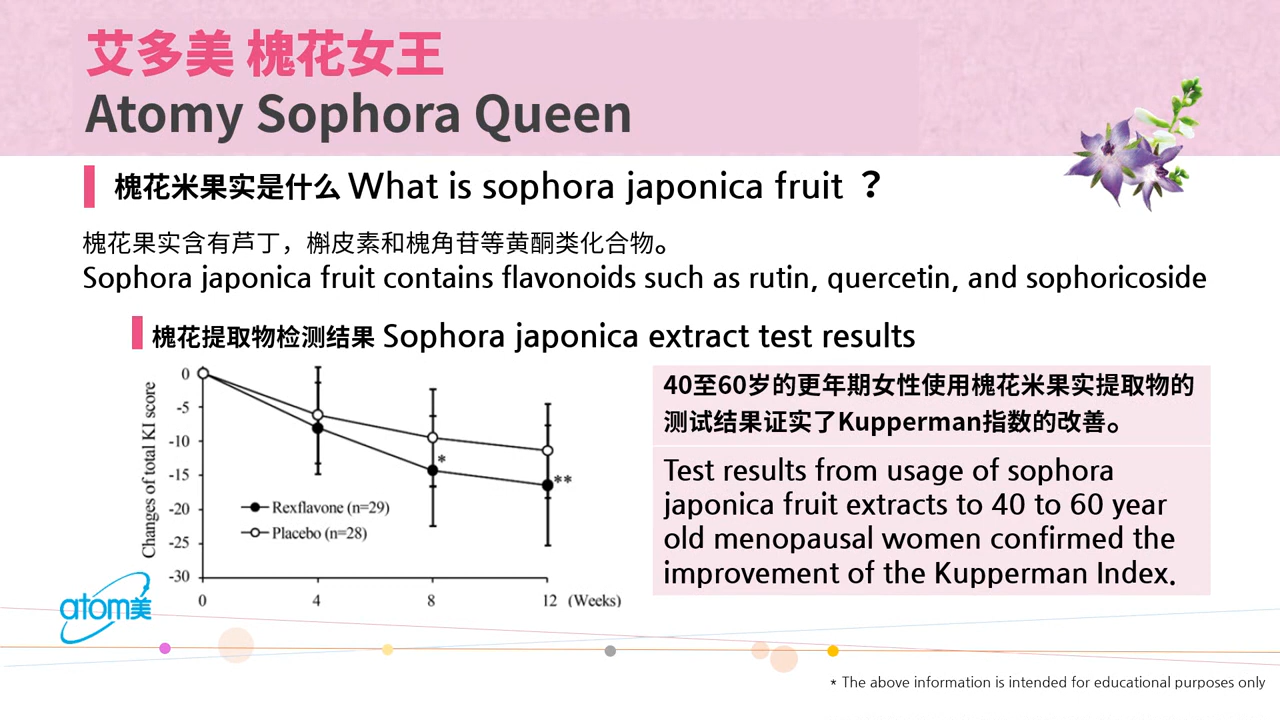 艾多美 槐花女王
Atomy Sophora Queen
槐花米果实是什么 What is sophora japonica fruit ？
槐花果实含有芦丁，槲皮素和槐角苷等黄酮类化合物。
Sophora japonica fruit contains flavonoids such as rutin, quercetin, and sophoricoside
槐花提取物检测结果 Sophora japonica extract test results
Changes of total KI score
0
-5
-10
-15
-20
-25
-30
*
**
Rexflavone (n=29)
Placebo (n=28)
0 4 8 12 (Weeks)
40至60岁的更年期女性使用槐花米果实提取物的
测试结果证实了Kupperman指数的改善。
Test results from usage of sophora
japonica fruit extracts to 40 to 60 year
old menopausal women confirmed the
improvement of the Kupperman Index.
atom美
* The above information is intended for educational purposes only